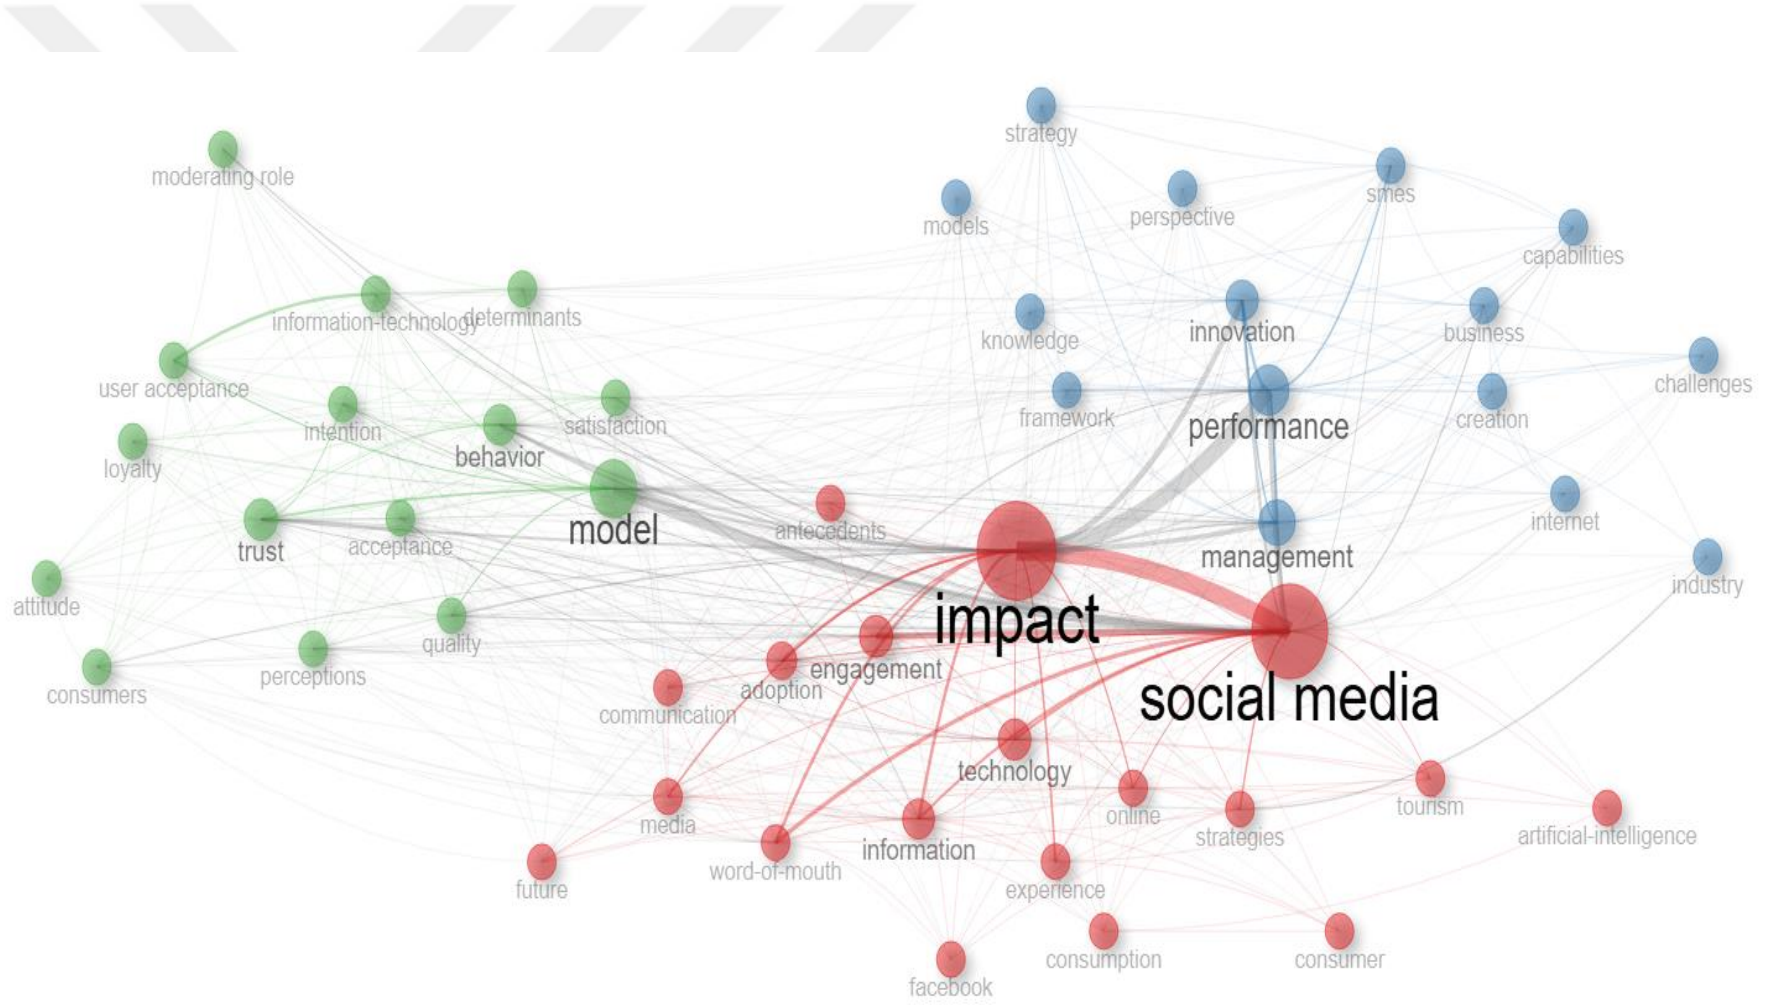 strategy
moderating role
smes
perspective
models
capabilities
information-technology
determinants
innovation
business
knowledge
user acceptance
challenges
framework
performance
creation
intention
satisfaction
behavior
loyalty
model
antecedents
internet
trust
acceptance
management
industry
attitude
impact
quality
engagement
perceptions
adoption
consumers
social media
communication
technology
tourism
online
media
strategies
artificial-intelligence
information
word-of-mouth
future
experience
consumption
consumer
facebook